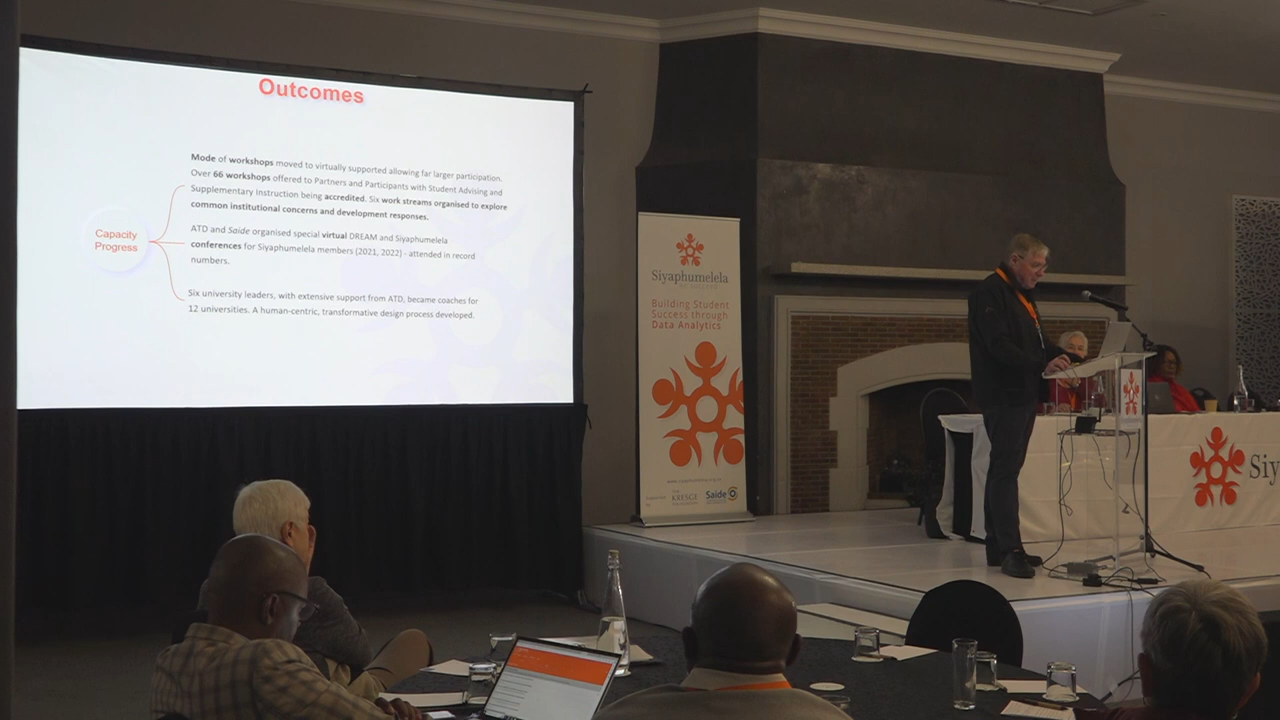 Outcomes
Mode of workshops moved to virtually supported allowing far larger participation.
Over 66 workshops offered to Partners and Participants with Student Advising and
Supplementary Instruction being accredited. Six work streams organised to explore
common institutional concerns and development responses.
Capacity
Progress
ATD and Saide organised special virtual DREAM and Siyaphumelela
conferences for Siyaphumelela members (2021, 2022) - attended in record
numbers.
Six university leaders, with extensive support from ATD, became coaches for
12 universities. A human-centric, transformative design process developed.
Siyaphumelela
Building Student
Success through
Data Analytics
THE
KRESGE
Saide
Siy